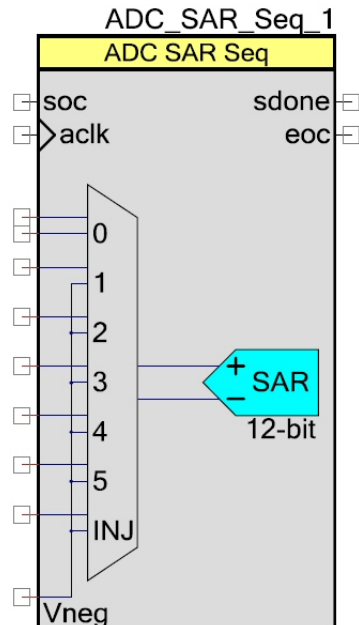 ADC_SAR_Seq_1
ADC SAR Seq
soc sdone
aclk eoc
0
1
2
+
3 SAR
−
4 12-bit
5
INJ
Vneg